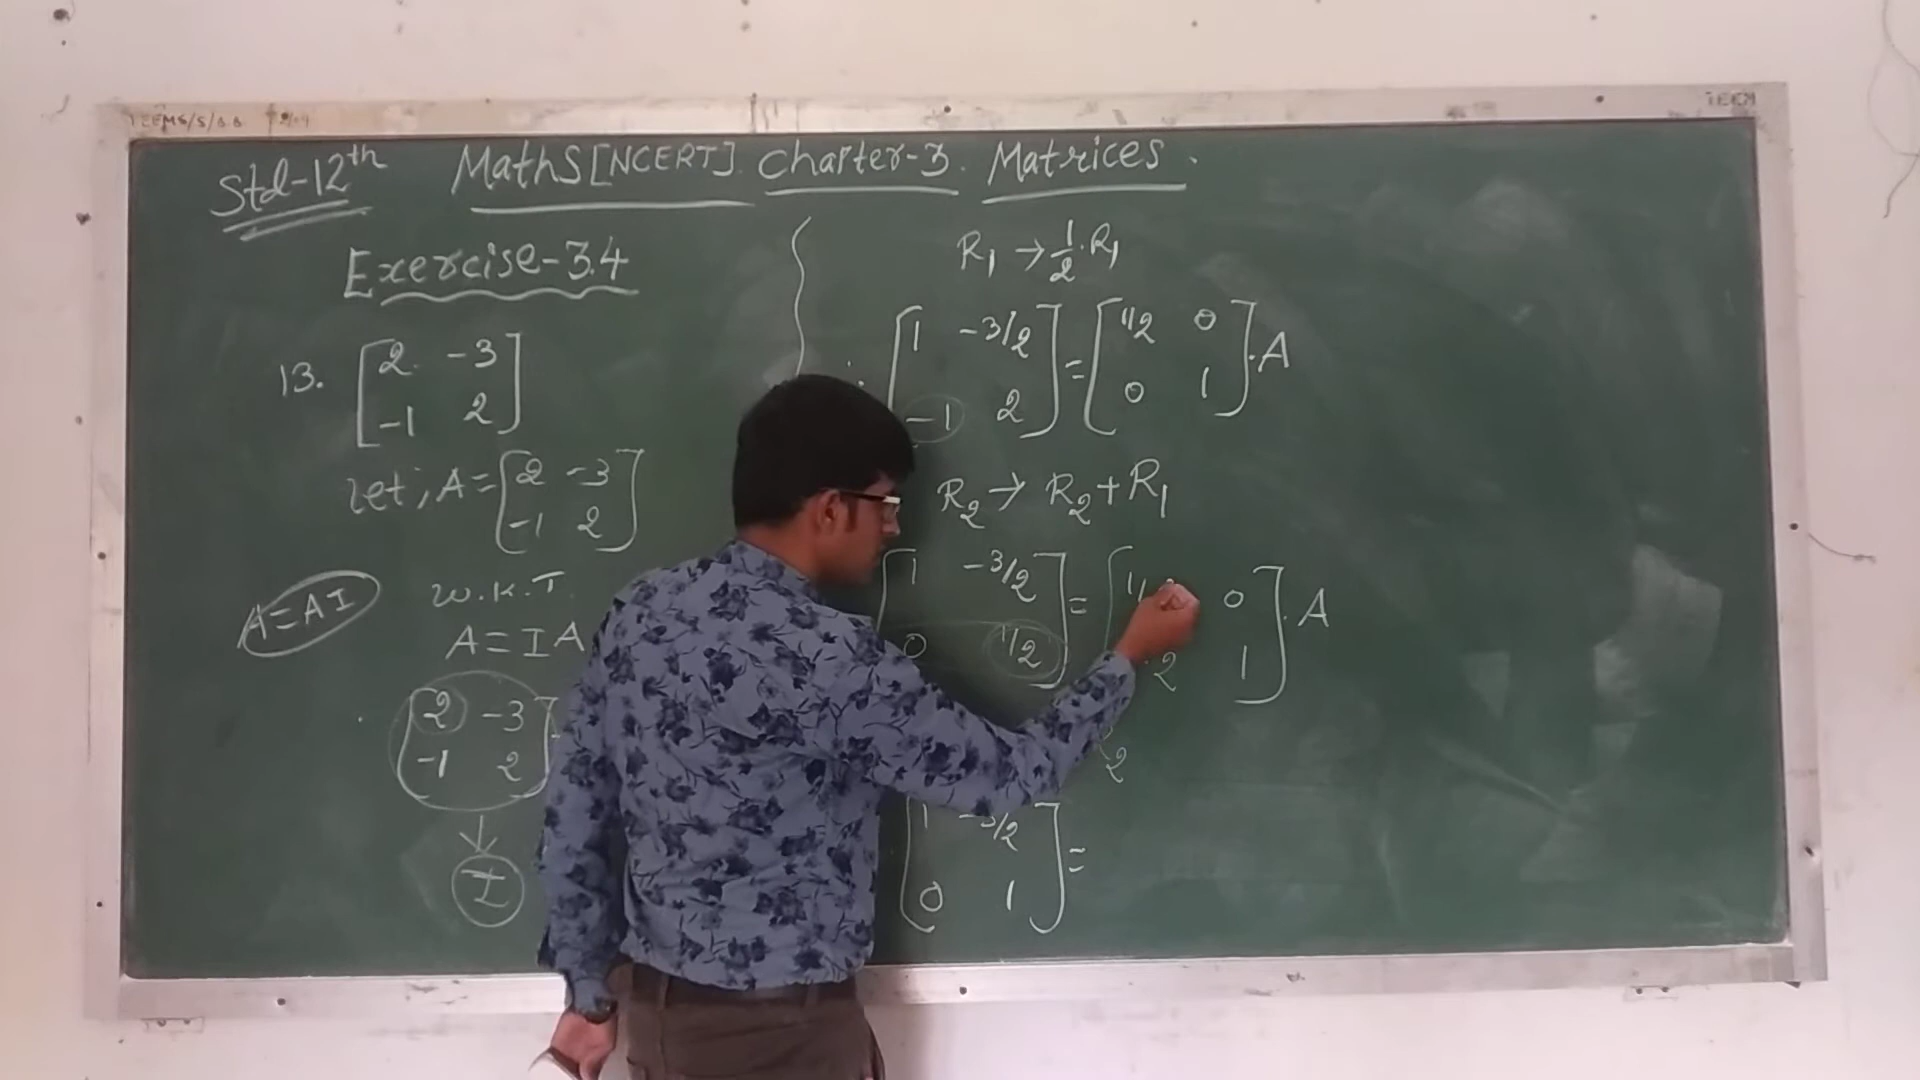 Std-12th Maths [NCERT]. Chapter-3. Matrices.
Exercise-3.4
13. [2 -3
-1 2]
let, A=[2 -3
-1 2]
A=AI
w.k.T.
A=IA
[2 -3
-1 2]
↓
I
R1 → 1/2 . R1
[1 -3/2
-1 2] = [1/2 0
0 1] . A
R2 → R2+R1
[1 -3/2
0 1/2] = [ 0
2 1] . A
2
[1 -3/2
0 1] =